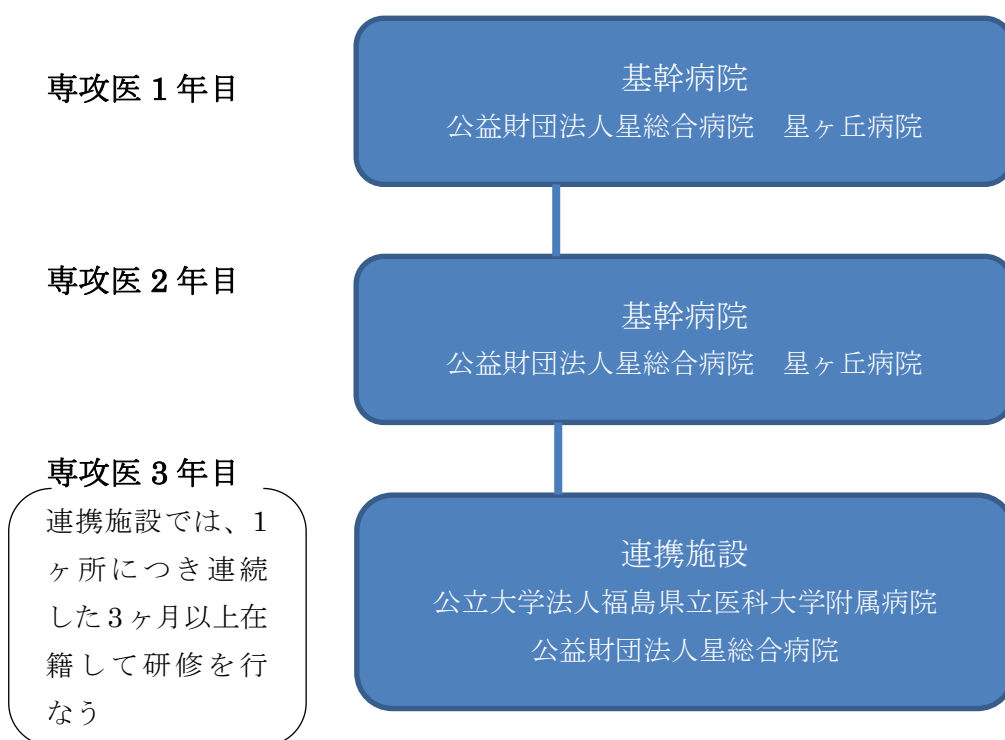 専攻医 1 年目
基幹病院
公益財団法人星総合病院　星ヶ丘病院
専攻医 2 年目
基幹病院
公益財団法人星総合病院　星ヶ丘病院
専攻医 3 年目
連携施設では、1
ヶ所につき連続
した 3 ヶ月以上在
籍して研修を行
なう
連携施設
公立大学法人福島県立医科大学附属病院
公益財団法人星総合病院